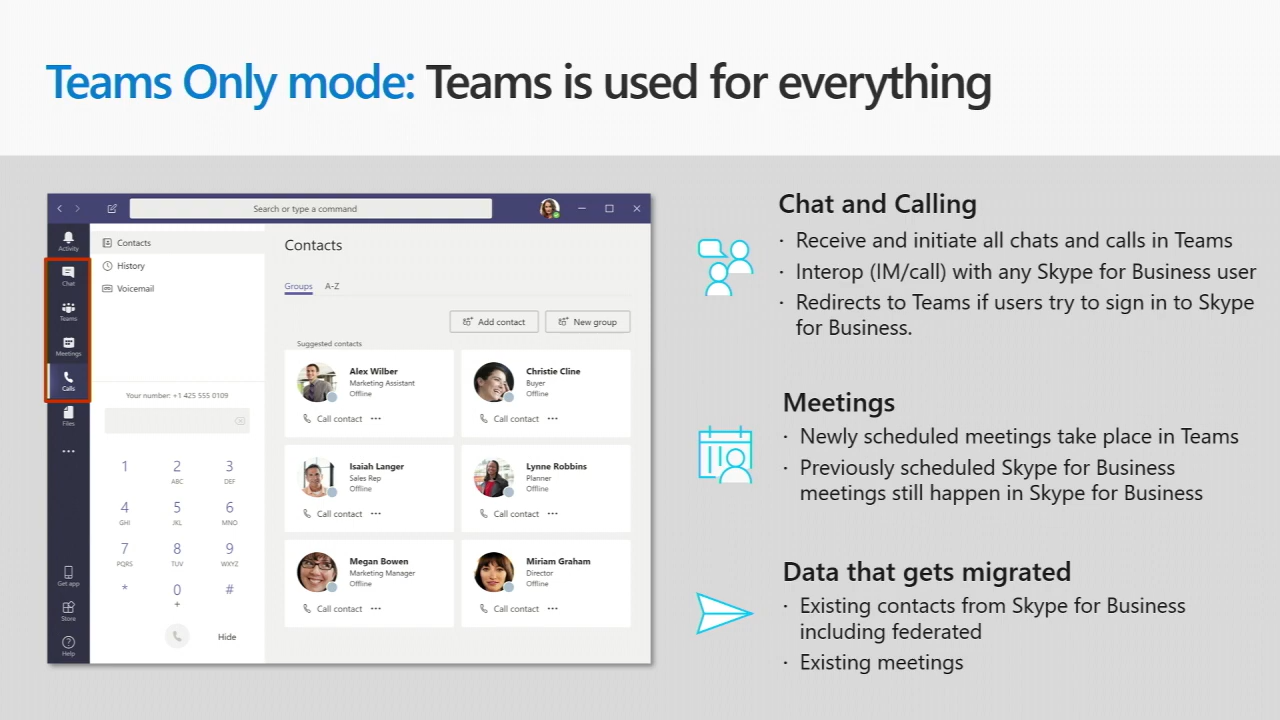 Teams Only mode: Teams is used for everything
Search or type a command
Activity
Chat
Teams
Meetings
Calls
Files
Get app
Store
Help
Contacts
History
Voicemail
Your number: +1 425 555 0109
1
2
3
ABC
DEF
4
5
6
GHI
JKL
MNO
7
8
9
PQRS
TUV
WXYZ
*
0
#
+
Hide
Contacts
Groups
A-Z
Add contact
New group
Suggested contacts
Alex Wilber
Marketing Assistant
Offline
Call contact
Christie Cline
Buyer
Offline
Call contact
Isaiah Langer
Sales Rep
Offline
Call contact
Lynne Robbins
Planner
Offline
Call contact
Megan Bowen
Marketing Manager
Offline
Call contact
Miriam Graham
Director
Offline
Call contact
Chat and Calling
· Receive and initiate all chats and calls in Teams
· Interop (IM/call) with any Skype for Business user
· Redirects to Teams if users try to sign in to Skype
for Business.
Meetings
· Newly scheduled meetings take place in Teams
· Previously scheduled Skype for Business
meetings still happen in Skype for Business
Data that gets migrated
· Existing contacts from Skype for Business
including federated
· Existing meetings